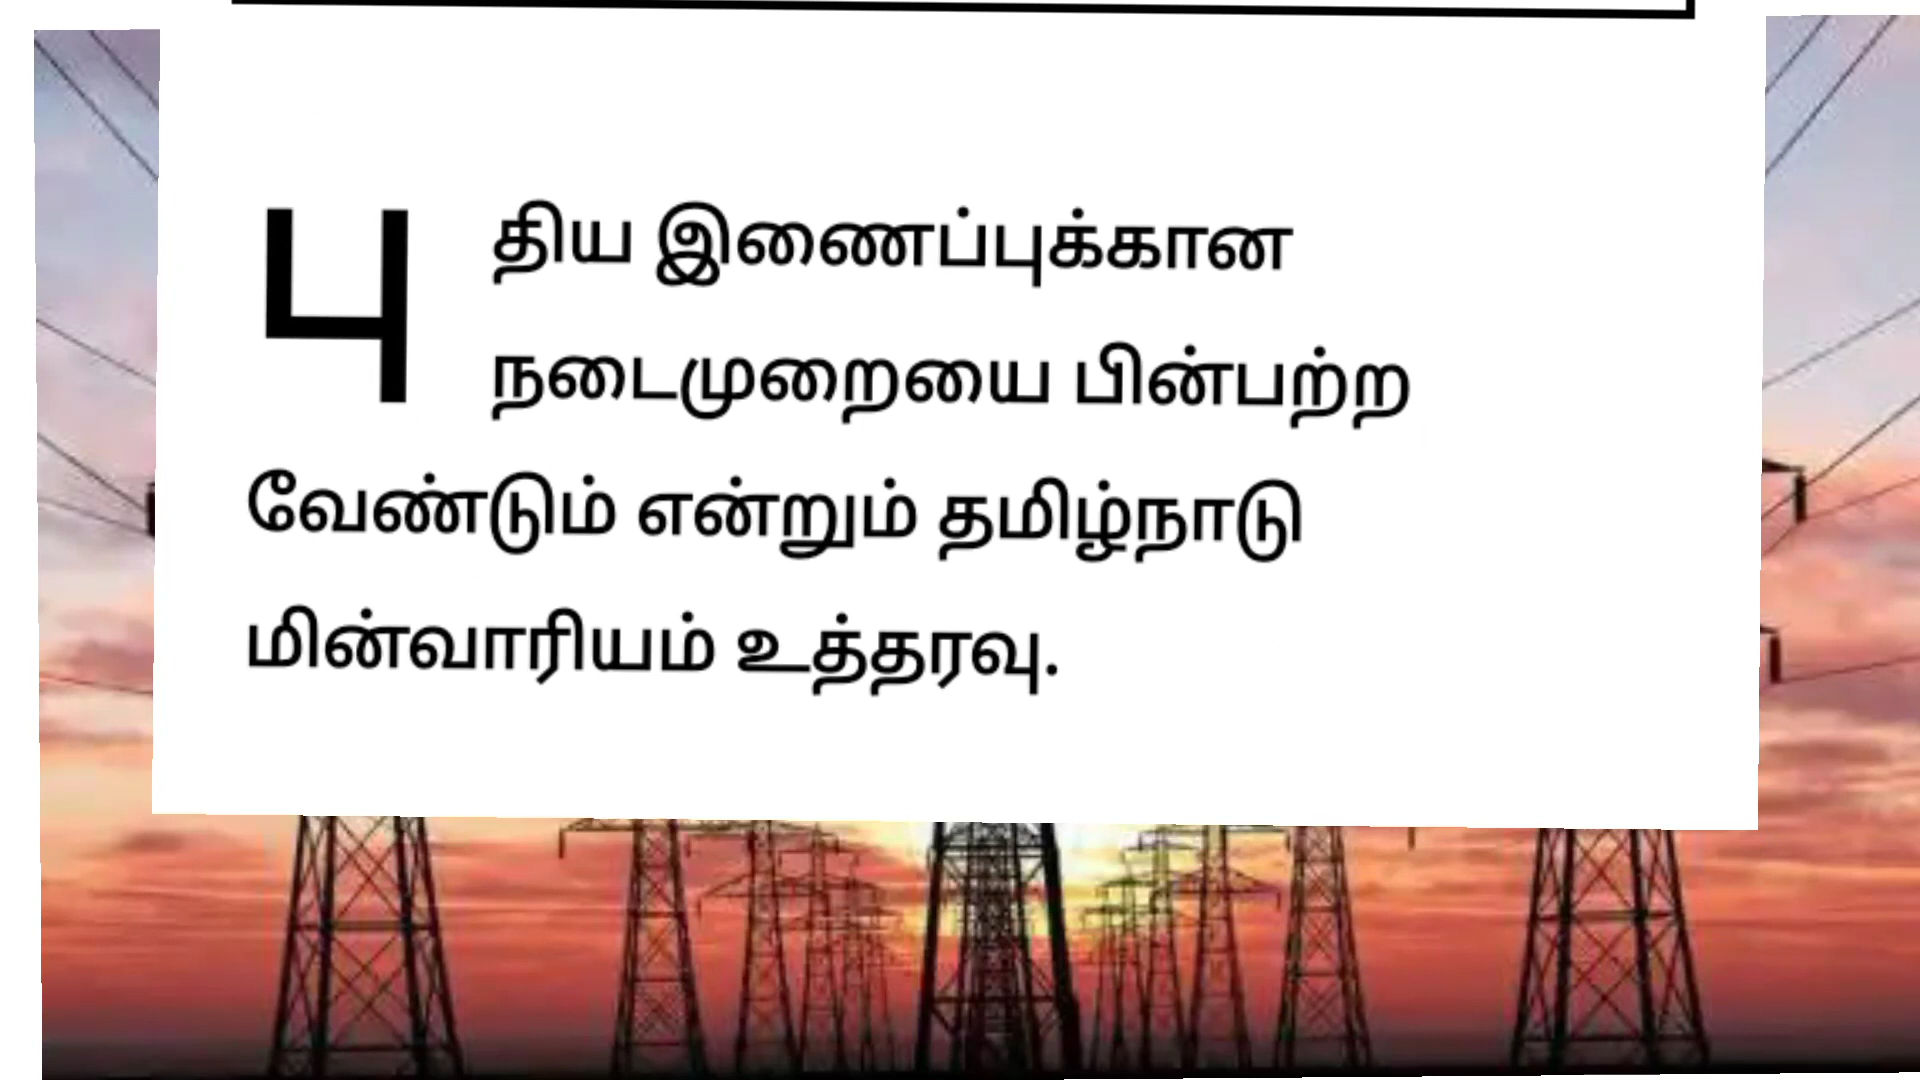 புதிய இணைப்புக்கான
நடைமுறையை பின்பற்ற
வேண்டும் என்றும் தமிழ்நாடு
மின்வாரியம் உத்தரவு.